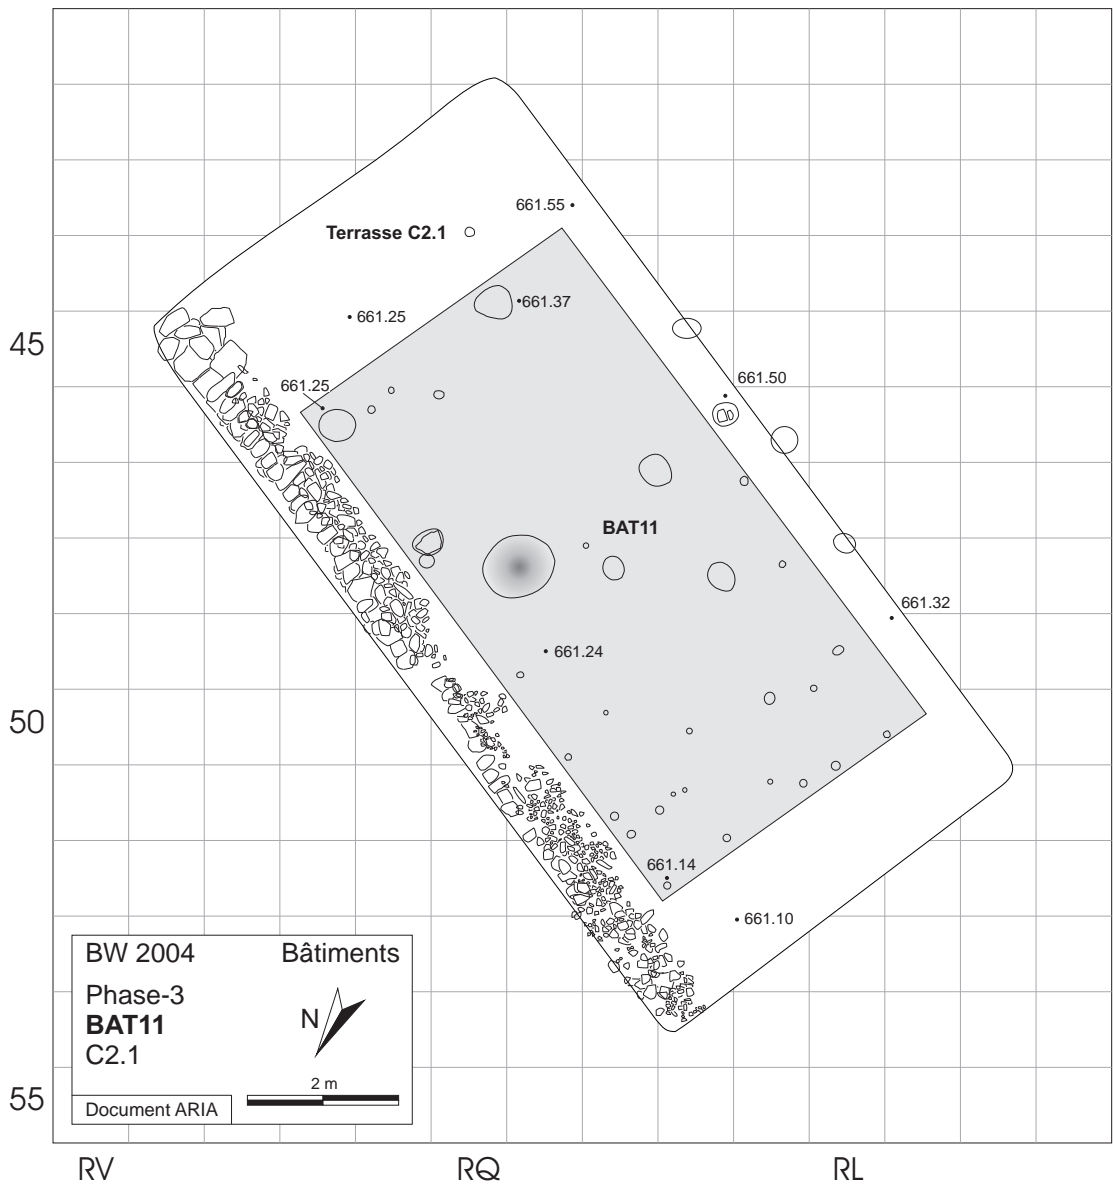 661.55
Terrasse C2.1
661.37
661.25
45
661.25
661.50
BAT11
661.32
661.24
50
661.14
661.10
BW 2004 Bâtiments
Phase-3
BAT11
C2.1
N
2 m
Document ARIA
55
RV RQ RL